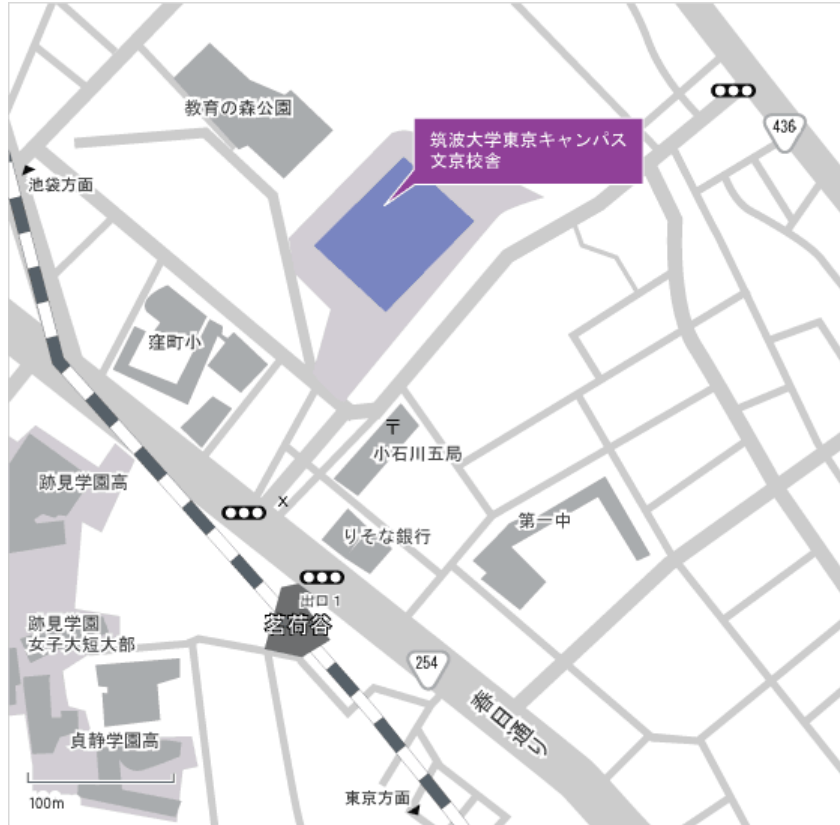 教育の森公園
筑波大学東京キャンパス
文京校舎
436
池袋方面
窪町小
〒
小石川五局
跡見学園高
X
りそな銀行
第一中
出口1
茗荷谷
跡見学園
女子大短大部
254
春日通り
貞静学園高
100m
東京方面